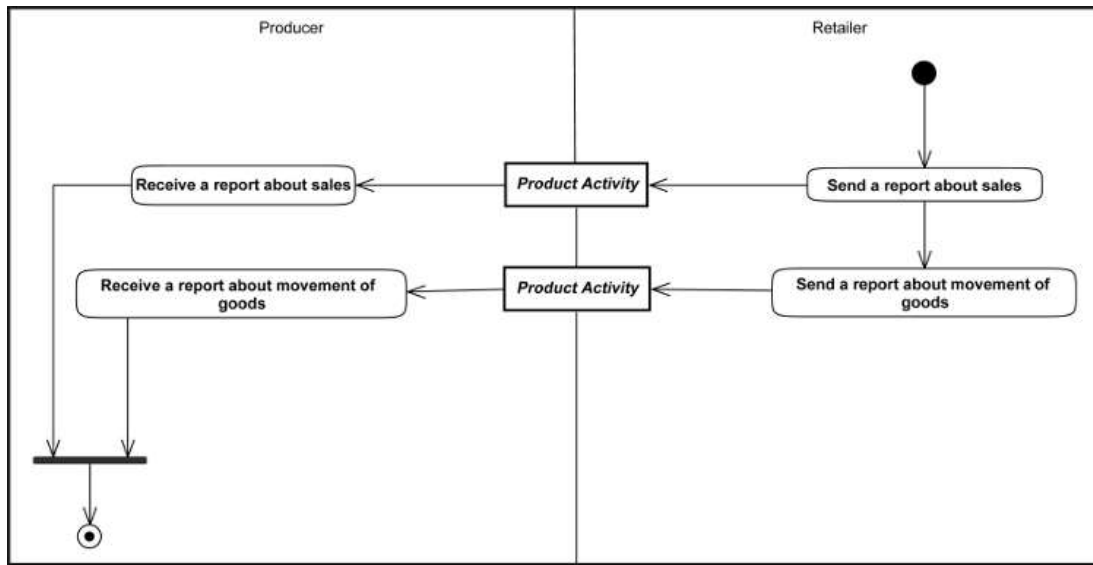 Producer
Retailer
Receive a report about sales
Product Activity
Send a report about sales
Receive a report about movement of
goods
Product Activity
Send a report about movement of
goods